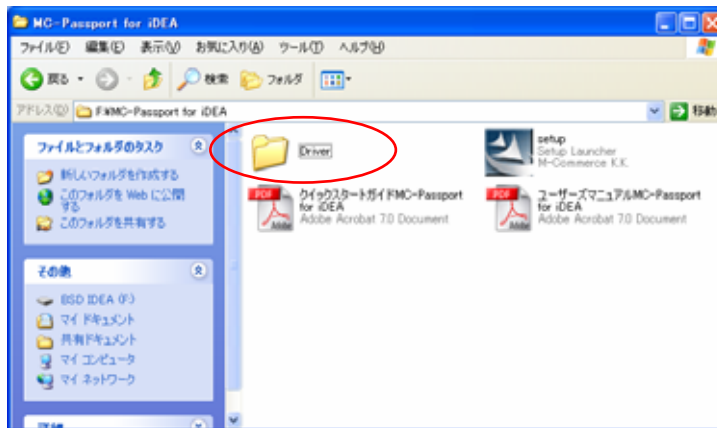 MC-Passport for iDEA
ファイル(F) 編集(E) 表示(V) お気に入り(A) ツール(T) ヘルプ(H)
戻る 検索 フォルダ
アドレス(D) F:¥MC-Passport for iDEA 移動
ファイルとフォルダのタスク
新しいフォルダを作成する
このフォルダを Web に公開
する
このフォルダを共有する
その他
BSD IDEA (F:)
マイ ドキュメント
共有ドキュメント
マイ コンピュータ
マイ ネットワーク
詳細
Driver
setup
Setup Launcher
M-Commerce K.K.
PDF
Adobe
クイックスタートガイドMC-Passport
for iDEA
Adobe Acrobat 7.0 Document
PDF
Adobe
ユーザーズマニュアルMC-Passport
for iDEA
Adobe Acrobat 7.0 Document